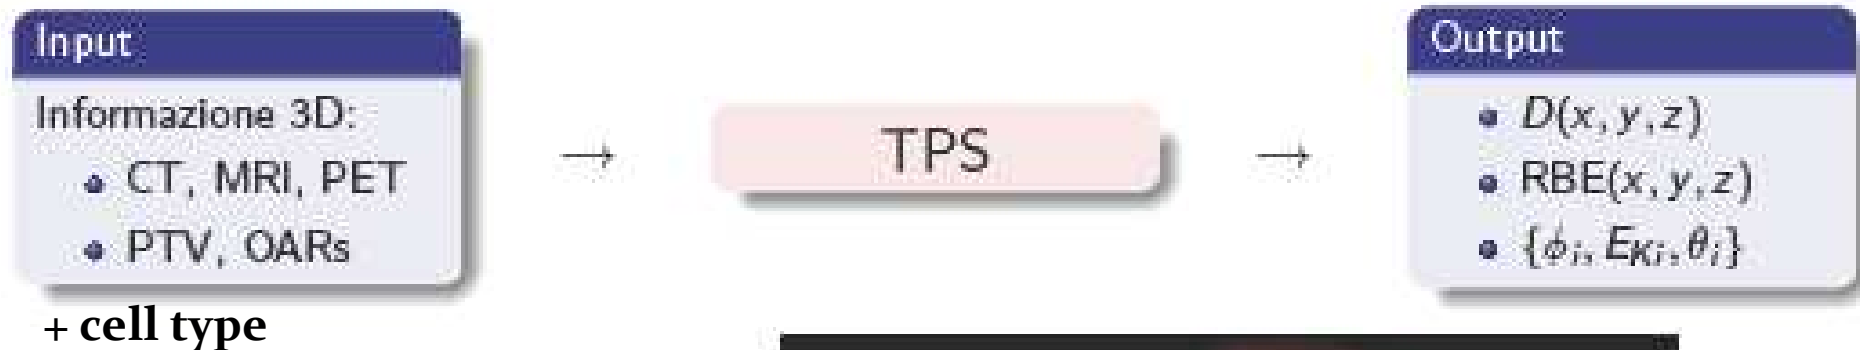 Input
Informazione 3D:
• CT, MRI, PET
• PTV, OARs
+ cell type
→
TPS
→
Output
• D(x, y, z)
• RBE(x, y, z)
• {ϕi, EKi, θi}